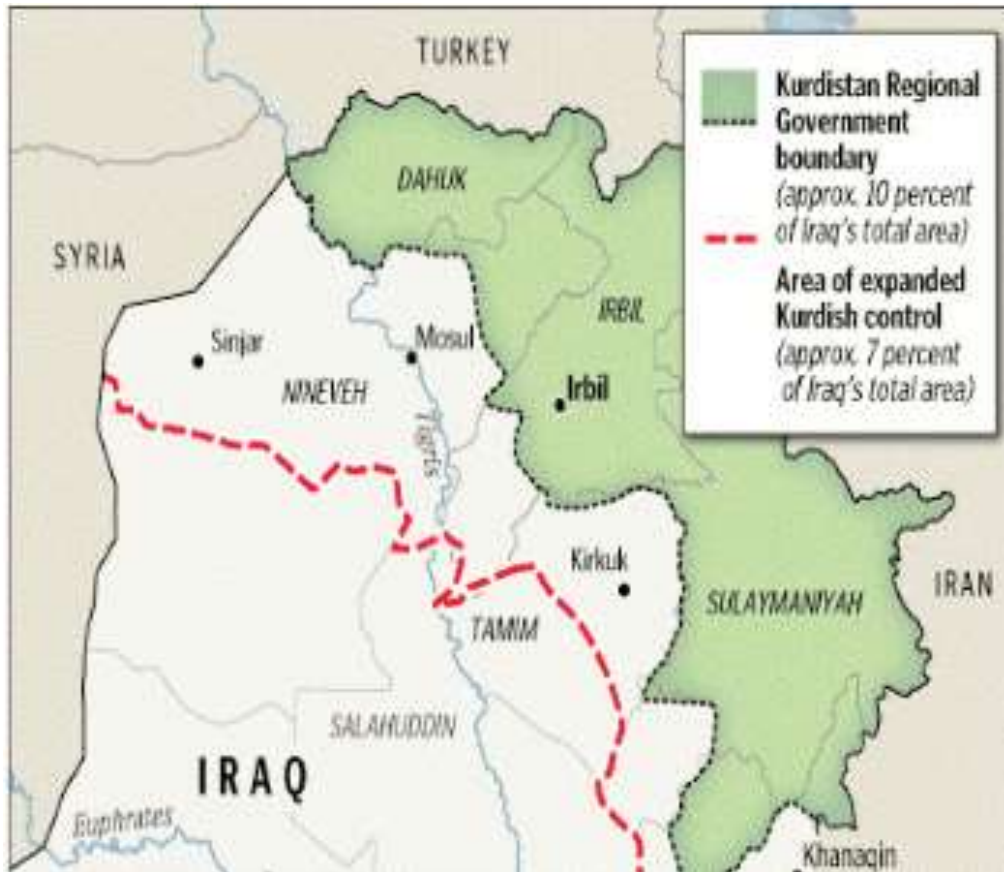 TURKEY
Kurdistan Regional
Government
boundary
(approx. 10 percent
of Iraq's total area)
Area of expanded
Kurdish control
(approx. 7 percent
of Iraq's total area)
DAHUK
SYRIA
IRBIL
Sinjar
Mosul
NINEVEH
Irbil
Tigris
Kirkuk
IRAN
SULAYMANIYAH
TAMIM
SALAHUDDIN
IRAQ
Euphrates
Khanaqin